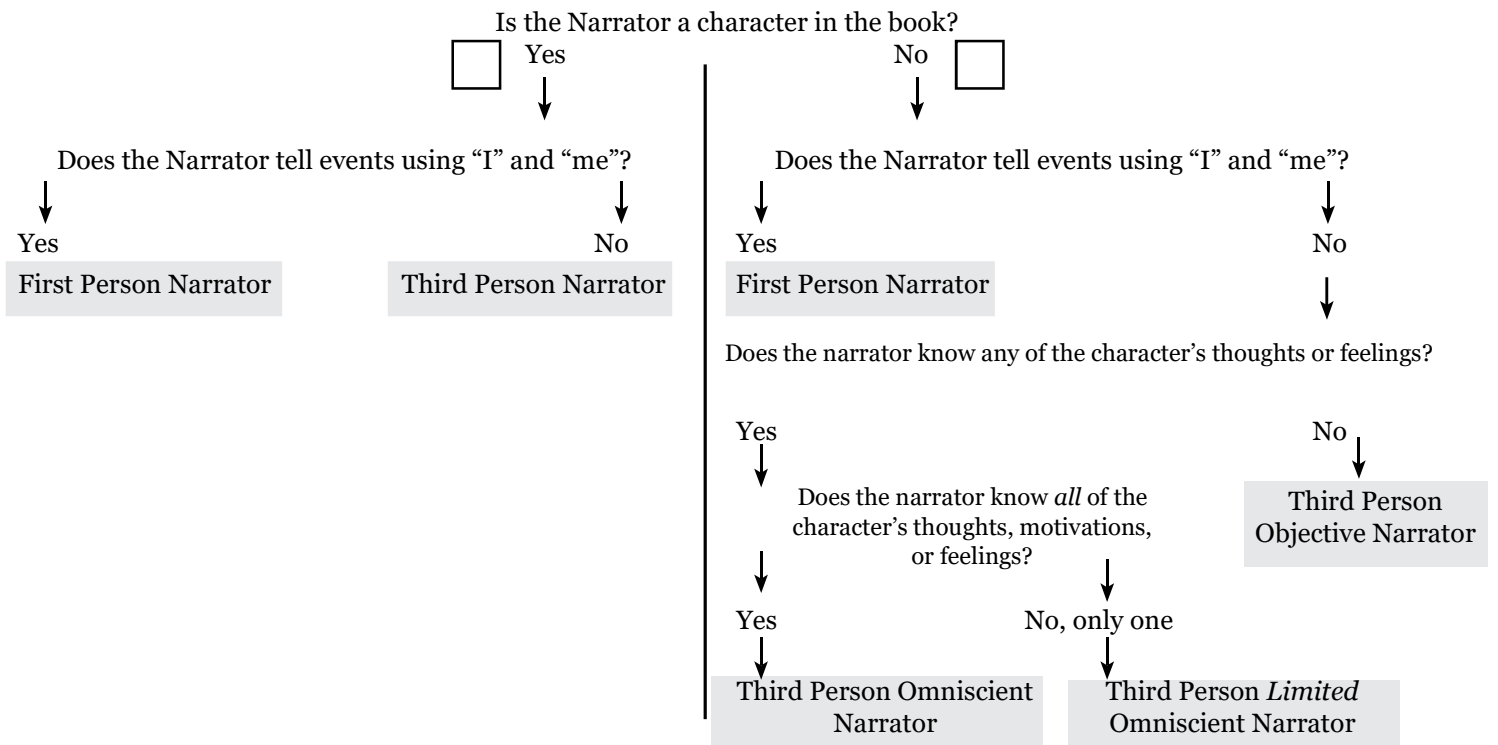 Is the Narrator a character in the book?
Yes
No
Does the Narrator tell events using “I” and “me”?
Does the Narrator tell events using “I” and “me”?
Yes
No
Yes
No
First Person Narrator
Third Person Narrator
First Person Narrator
Does the narrator know any of the character’s thoughts or feelings?
Yes
No
Does the narrator know all of the
character’s thoughts, motivations,
or feelings?
Third Person
Objective Narrator
Yes
No, only one
Third Person Omniscient
Narrator
Third Person Limited
Omniscient Narrator